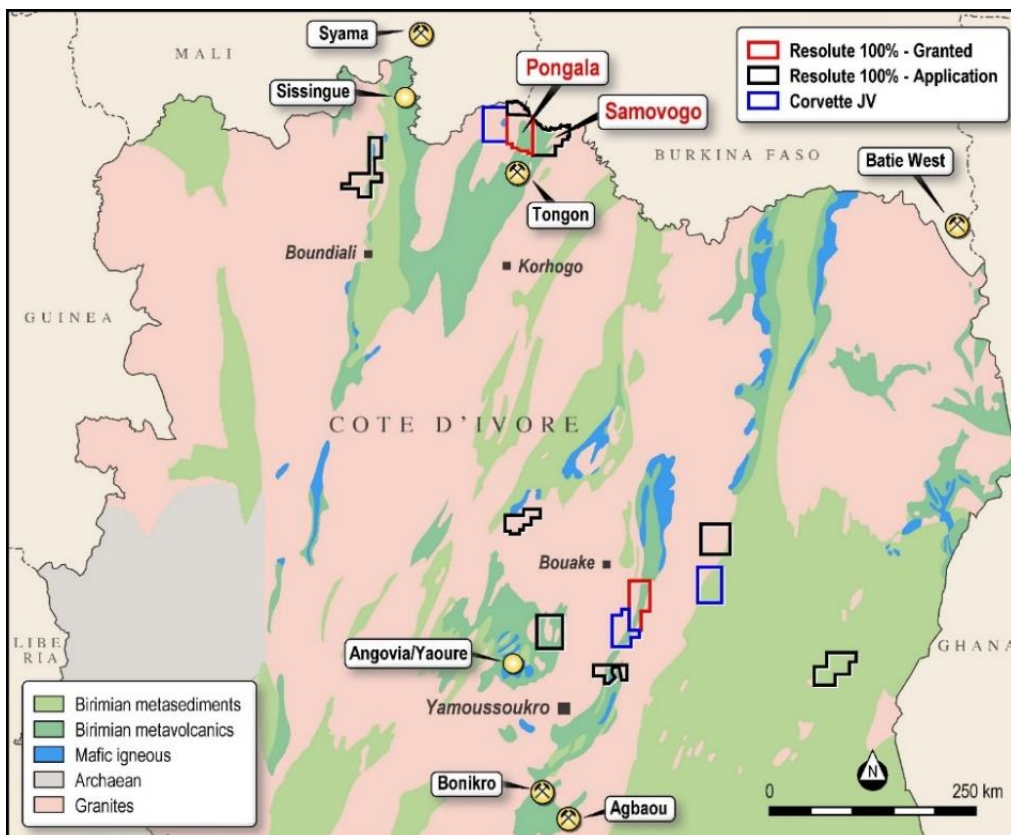 Syama
MALI
Sissingue
Pongala
Samovogo
Resolute 100% - Granted
Resolute 100% - Application
Corvette JV
BURKINA FASO
Batie West
Tongon
Boundiali
Korhogo
GUINEA
COTE D'IVORE
Bouake
LIBE
RIA
GHANA
Angovia/Yaoure
Yamoussoukro
Birimian metasediments
Birimian metavolcanics
Mafic igneous
Archaean
Granites
Bonikro
Agbaou
N
0 250 km